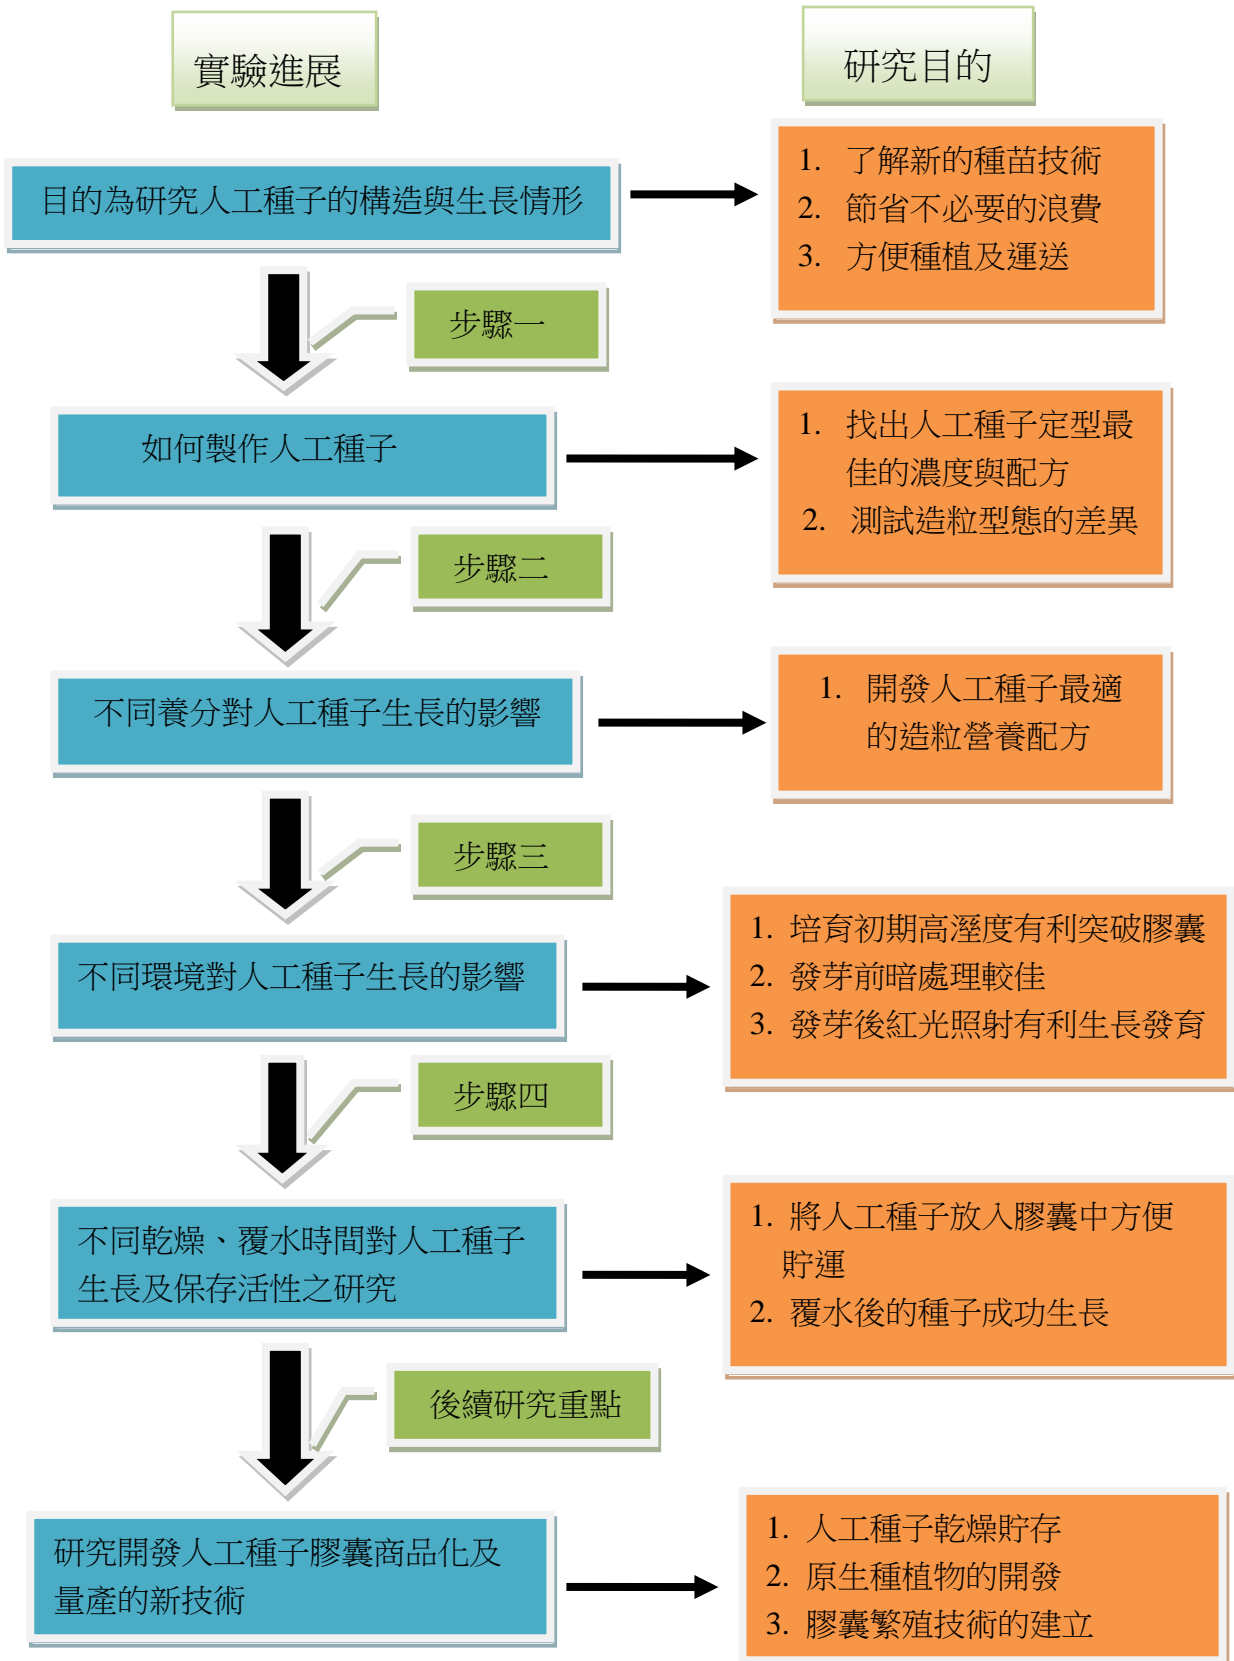 實驗進展
研究目的
目的為研究人工種子的構造與生長情形
1. 了解新的種苗技術
2. 節省不必要的浪費
3. 方便種植及運送
步驟一
如何製作人工種子
1. 找出人工種子定型最
佳的濃度與配方
2. 測試造粒型態的差異
步驟二
不同養分對人工種子生長的影響
1. 開發人工種子最適
的造粒營養配方
步驟三
不同環境對人工種子生長的影響
1. 培育初期高溼度有利突破膠囊
2. 發芽前暗處理較佳
3. 發芽後紅光照射有利生長發育
步驟四
不同乾燥、覆水時間對人工種子
生長及保存活性之研究
1. 將人工種子放入膠囊中方便
貯運
2. 覆水後的種子成功生長
後續研究重點
研究開發人工種子膠囊商品化及
量產的新技術
1. 人工種子乾燥貯存
2. 原生種植物的開發
3. 膠囊繁殖技術的建立